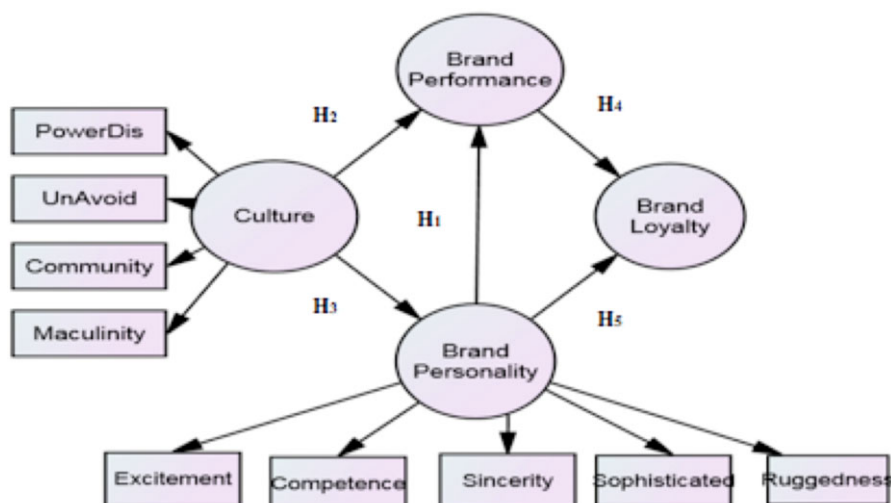 Brand
Performance
H2
H4
PowerDis
UnAvoid
Culture
H1
Brand
Loyalty
Community
H3
H5
Maculinity
Brand
Personality
Excitement
Competence
Sincerity
Sophisticated
Ruggedness